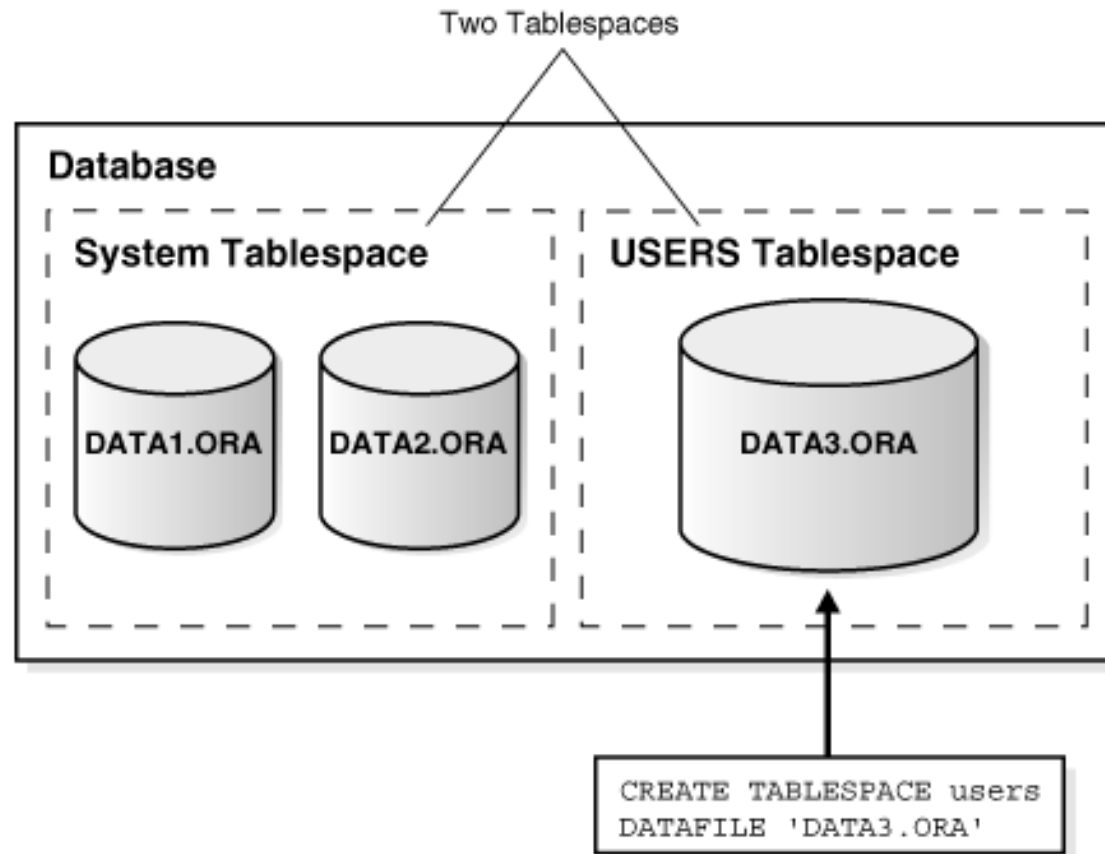 Two Tablespaces
Database
System Tablespace
USERS Tablespace
DATA1.ORA
DATA2.ORA
DATA3.ORA
CREATE TABLESPACE users
DATAFILE 'DATA3.ORA'